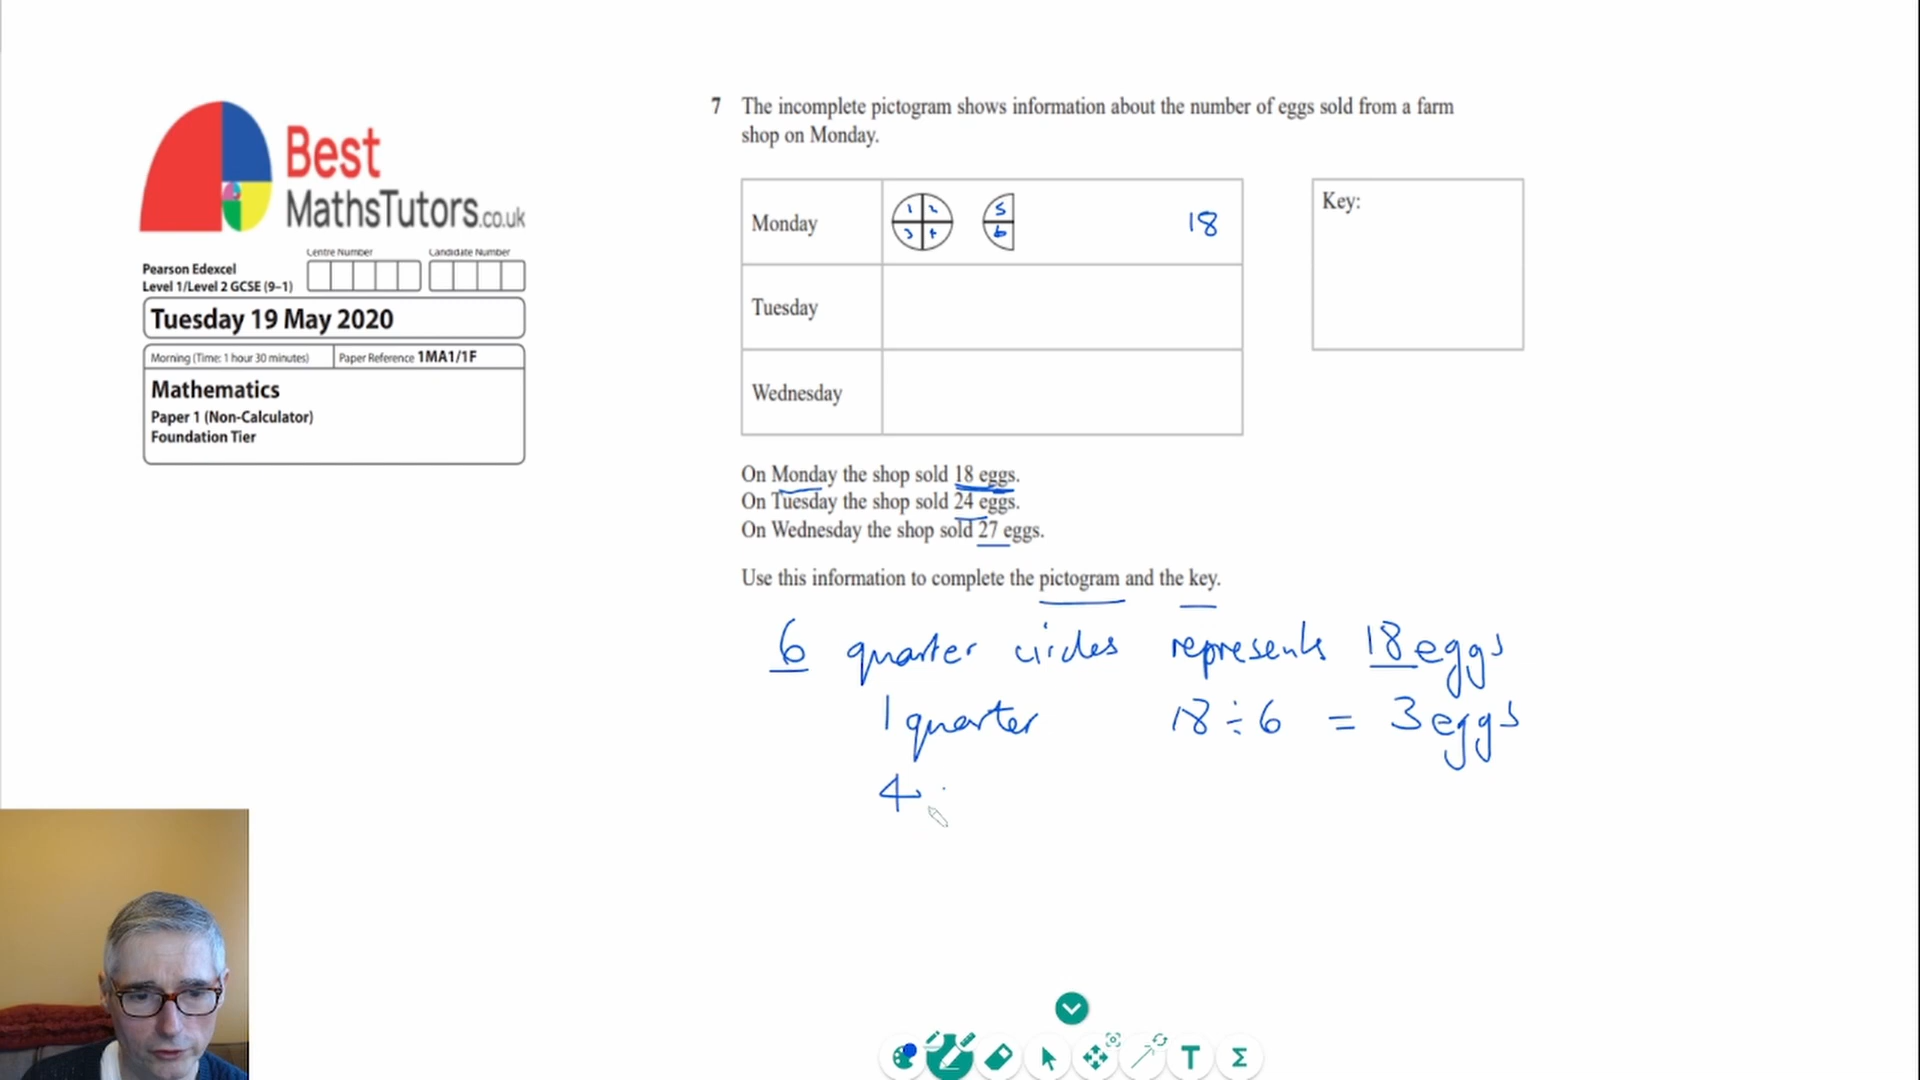 Best
MathsTutors.co.uk
Centre Number Candidate Number
Pearson Edexcel
Level 1/Level 2 GCSE (9–1)
Tuesday 19 May 2020
Morning (Time: 1 hour 30 minutes) Paper Reference 1MA1/1F
Mathematics
Paper 1 (Non-Calculator)
Foundation Tier
7 The incomplete pictogram shows information about the number of eggs sold from a farm
shop on Monday.
Monday 1 2 3 4 5 6 18
Tuesday
Wednesday
Key:
On Monday the shop sold 18 eggs.
On Tuesday the shop sold 24 eggs.
On Wednesday the shop sold 27 eggs.
Use this information to complete the pictogram and the key.
6 quarter circles represents 18 eggs
1 quarter 18 ÷ 6 = 3 eggs
4
T Σ